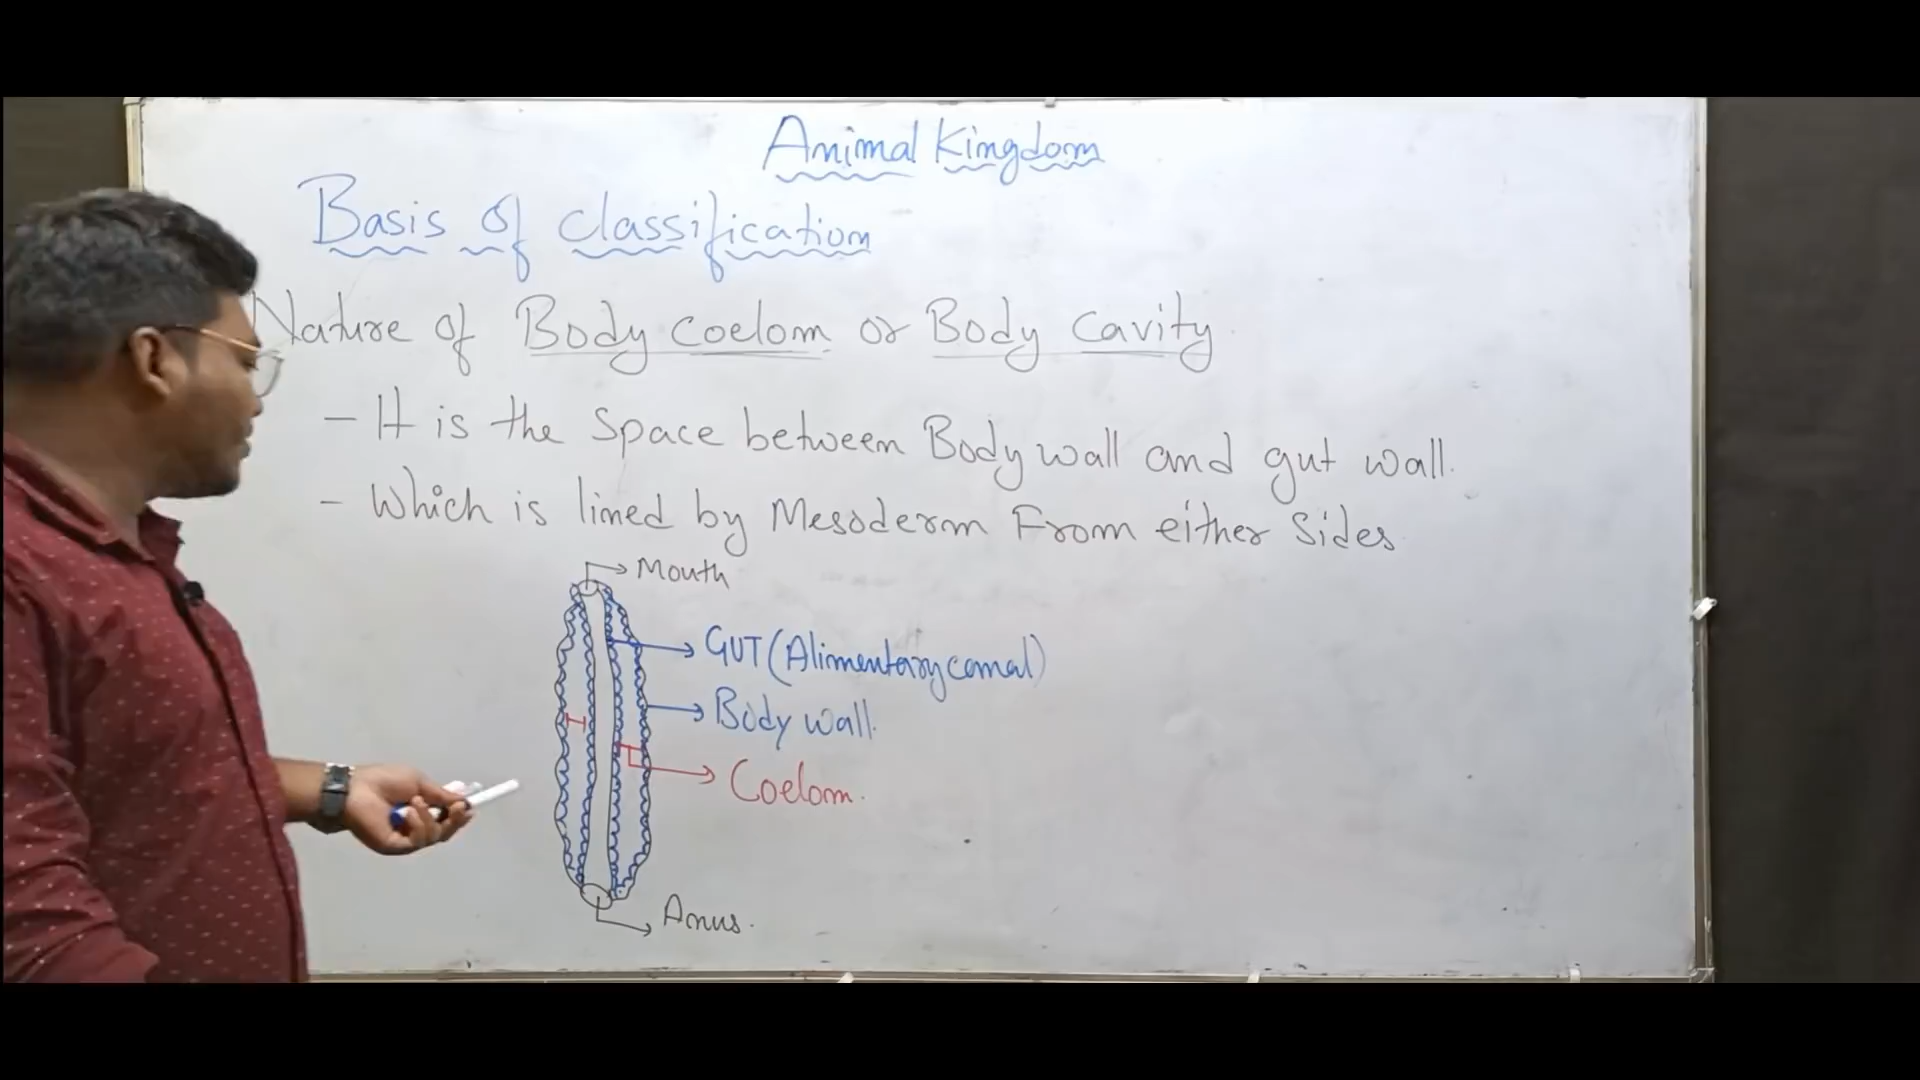 Animal Kingdom
Basis of classification
Nature of Body coelom or Body cavity
- It is the space between Body wall and gut wall.
- Which is lined by Mesoderm From either Sides
Mouth
GUT (Alimentary canal)
Body wall.
Coelom.
Anus.